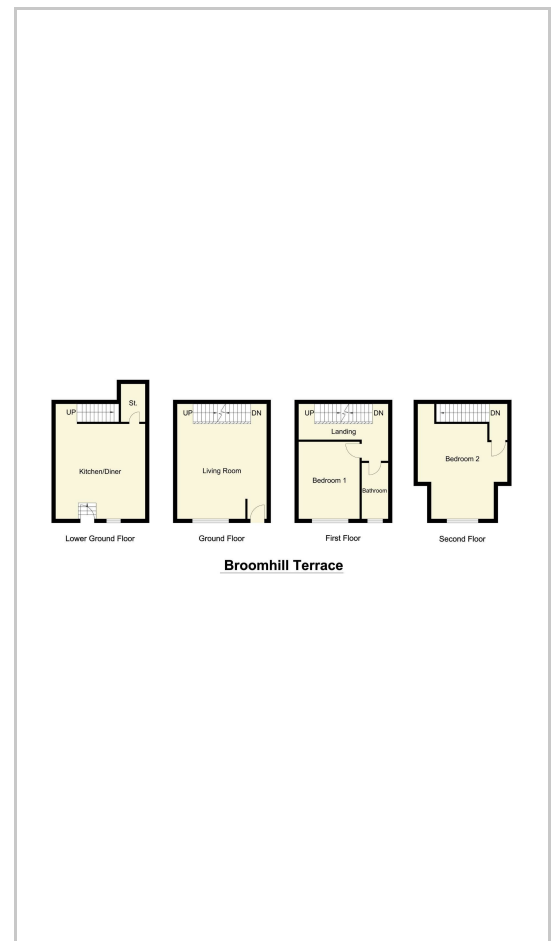 St.
UP
Kitchen/Diner
Lower Ground Floor
UP DN
Living Room
Ground Floor
UP DN
Landing
Bedroom 1
Bathroom
First Floor
DN
Bedroom 2
Second Floor
Broomhill Terrace